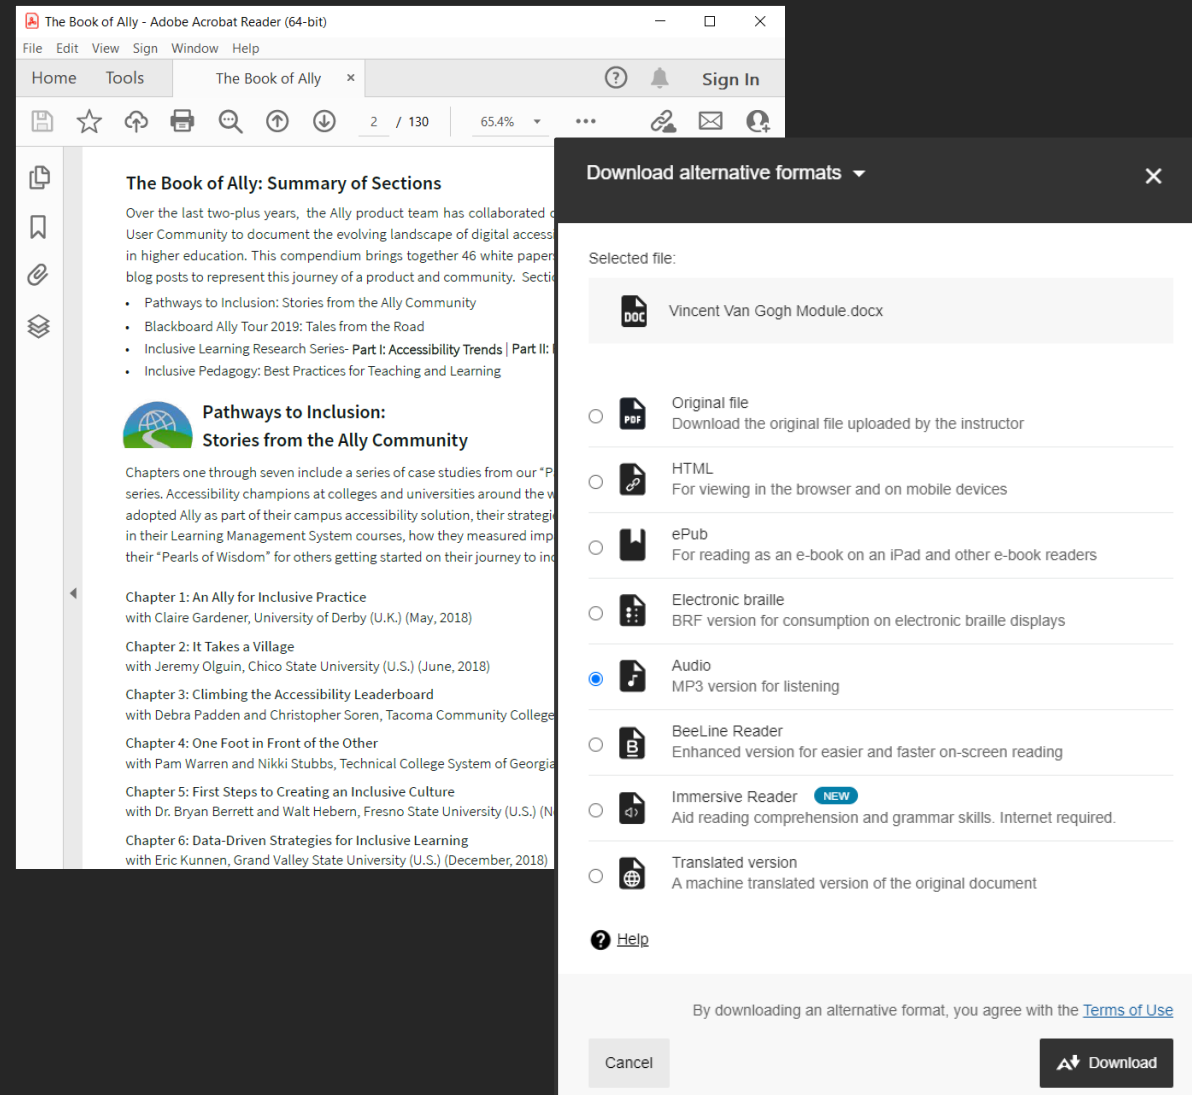 The Book of Ally - Adobe Acrobat Reader (64-bit)
File Edit View Sign Window Help
Home Tools The Book of Ally × Sign In
2 / 130 65.4%
The Book of Ally: Summary of Sections
Over the last two-plus years, the Ally product team has collaborated
User Community to document the evolving landscape of digital
in higher education. This compendium brings together 46 white
blog posts to represent this journey of a product and community.
• Pathways to Inclusion: Stories from the Ally Community
• Blackboard Ally Tour 2019: Tales from the Road
• Inclusive Learning Research Series- Part I: Accessibility Trends | Part II:
• Inclusive Pedagogy: Best Practices for Teaching and Learning
Pathways to Inclusion:
Stories from the Ally Community
Chapters one through seven include a series of case studies from our
series. Accessibility champions at colleges and universities around the
adopted Ally as part of their campus accessibility solution, their
in their Learning Management System courses, how they measured
their “Pearls of Wisdom” for others getting started on their journey to
Chapter 1: An Ally for Inclusive Practice
with Claire Gardener, University of Derby (U.K.) (May, 2018)
Chapter 2: It Takes a Village
with Jeremy Olguin, Chico State University (U.S.) (June, 2018)
Chapter 3: Climbing the Accessibility Leaderboard
with Debra Padden and Christopher Soren, Tacoma Community College
Chapter 4: One Foot in Front of the Other
with Pam Warren and Nikki Stubbs, Technical College System of Georgia
Chapter 5: First Steps to Creating an Inclusive Culture
with Dr. Bryan Berrett and Walt Hebern, Fresno State University (U.S.)
Chapter 6: Data-Driven Strategies for Inclusive Learning
with Eric Kunnen, Grand Valley State University (U.S.) (December, 2018)
Download alternative formats
Selected file:
DOC Vincent Van Gogh Module.docx
Original file
PDF Download the original file uploaded by the instructor
HTML
For viewing in the browser and on mobile devices
ePub
For reading as an e-book on an iPad and other e-book readers
Electronic braille
BRF version for consumption on electronic braille displays
Audio
MP3 version for listening
BeeLine Reader
B Enhanced version for easier and faster on-screen reading
Immersive Reader NEW
Aid reading comprehension and grammar skills. Internet required.
Translated version
A machine translated version of the original document
? Help
By downloading an alternative format, you agree with the Terms of Use
Cancel Download